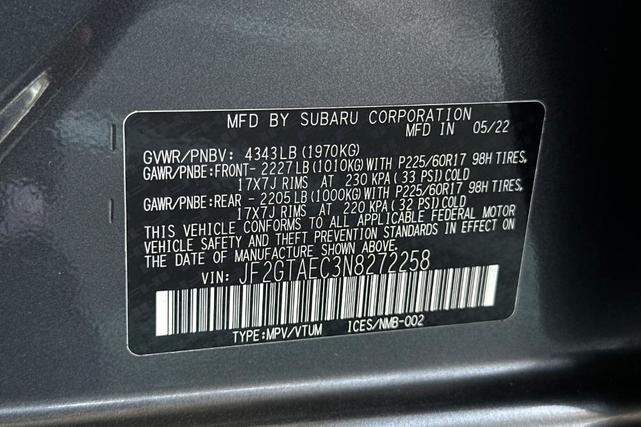 MFD BY SUBARU CORPORATION
MFD IN 05/22
GVWR/PNBV: 4343LB(1970KG)
GAWR/PNBE:FRONT- 2227LB(1010KG)WITH P225/60R17 98H TIRES,
17X7J RIMS AT 230 KPA (33 PSI)COLD
GAWR/PNBE:REAR - 2205LB(1000KG)WITH P225/60R17 98H TIRES,
17X7J RIMS AT 220 KPA (32 PSI)COLD
THIS VEHICLE CONFORMS TO ALL APPLICABLE FEDERAL MOTOR
VEHICLE SAFETY AND THEFT PREVENTION STANDARDS IN EFFECT ON
THE DATE OF MANUFACTURE SHOWN ABOVE.
VIN: JF2GTAEC3N8272258
TYPE:MPV/VTUM ICES/NMB-002